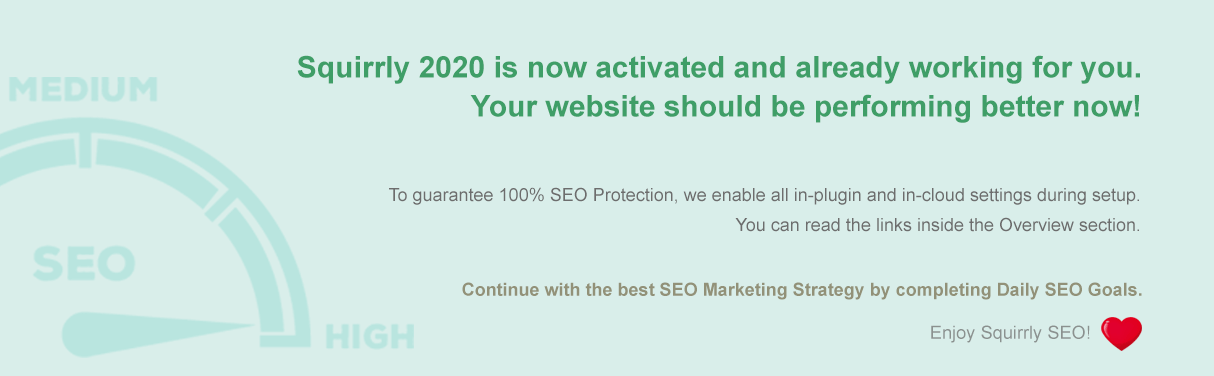 Squirrly 2020 is now activated and already working for you.
Your website should be performing better now!
MEDIUM
To guarantee 100% SEO Protection, we enable all in-plugin and in-cloud settings during setup.
You can read the links inside the Overview section.
SEO
Continue with the best SEO Marketing Strategy by completing Daily SEO Goals.
HIGH
Enjoy Squirrly SEO!